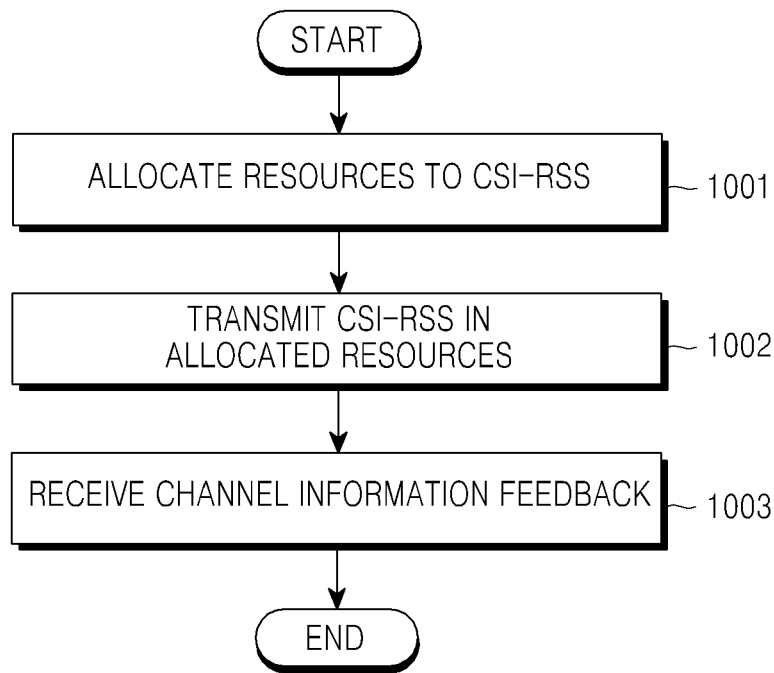 START
ALLOCATE RESOURCES TO CSI-RSS
1001
TRANSMIT CSI-RSS IN
ALLOCATED RESOURCES
1002
RECEIVE CHANNEL INFORMATION FEEDBACK
1003
END